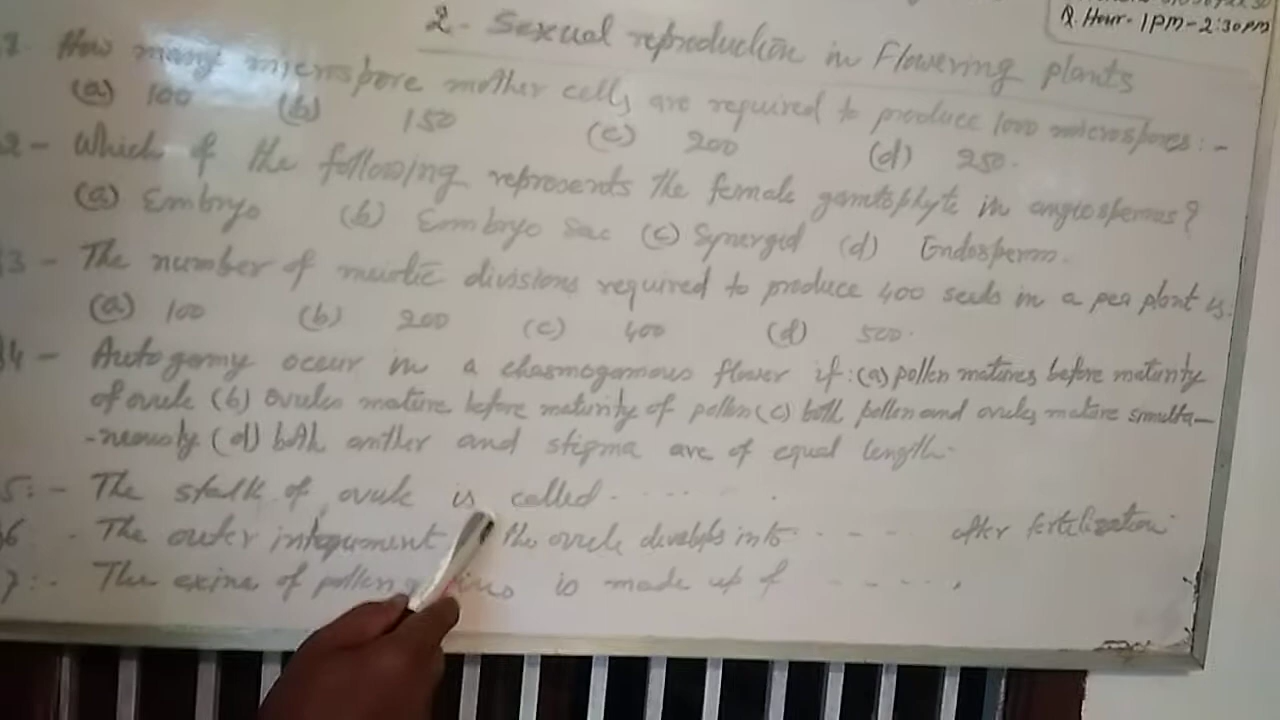 Q. Hour - 1PM-2:30PM
2 - Sexual reproduction in Flowering plants
How many microspore mother cells are required to produce 1000 microspores :-
(a) 100 (b) 150 (c) 200 (d) 250.
2 - Which of the following represents the female gametophyte in angiosperms?
(a) Embryo (b) Embryo sac (c) Synergid (d) Endosperm.
3 - The number of meiotic divisions required to produce 400 seeds in a pea plant is:
(a) 100 (b) 200 (c) 400 (d) 500.
4 - Autogamy occur in a chasmogamous flower if : (a) pollen matures before maturity
of ovule (b) ovules mature before maturity of pollen (c) both pollen and ovules mature simulta-
-neously (d) both anther and stigma are of equal length.
5:- The stalk of ovule is called. . . . . .
6 . The outer integument the ovule develops into . - - - after fertilization
7:- The exine of pollen is made up of - - - - .